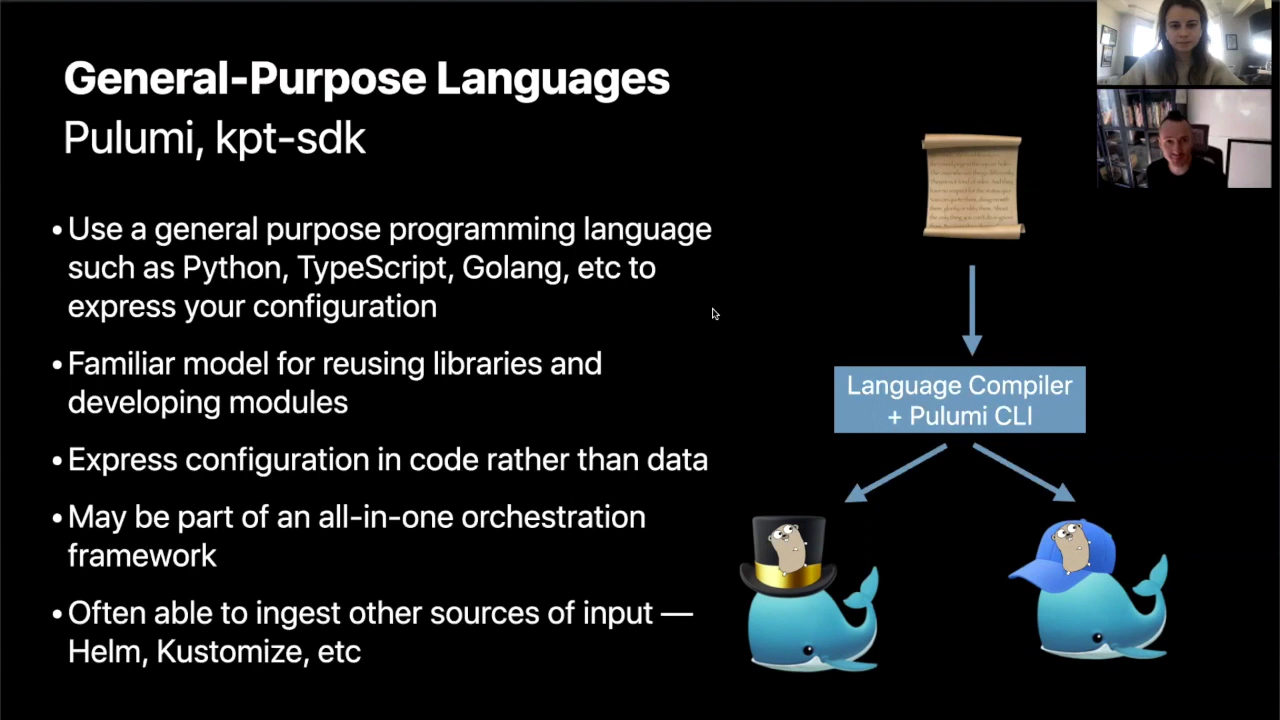 General-Purpose Languages
Pulumi, kpt-sdk
• Use a general purpose programming language
such as Python, TypeScript, Golang, etc to
express your configuration
• Familiar model for reusing libraries and
developing modules
• Express configuration in code rather than data
• May be part of an all-in-one orchestration
framework
• Often able to ingest other sources of input —
Helm, Kustomize, etc
Language Compiler
+ Pulumi CLI